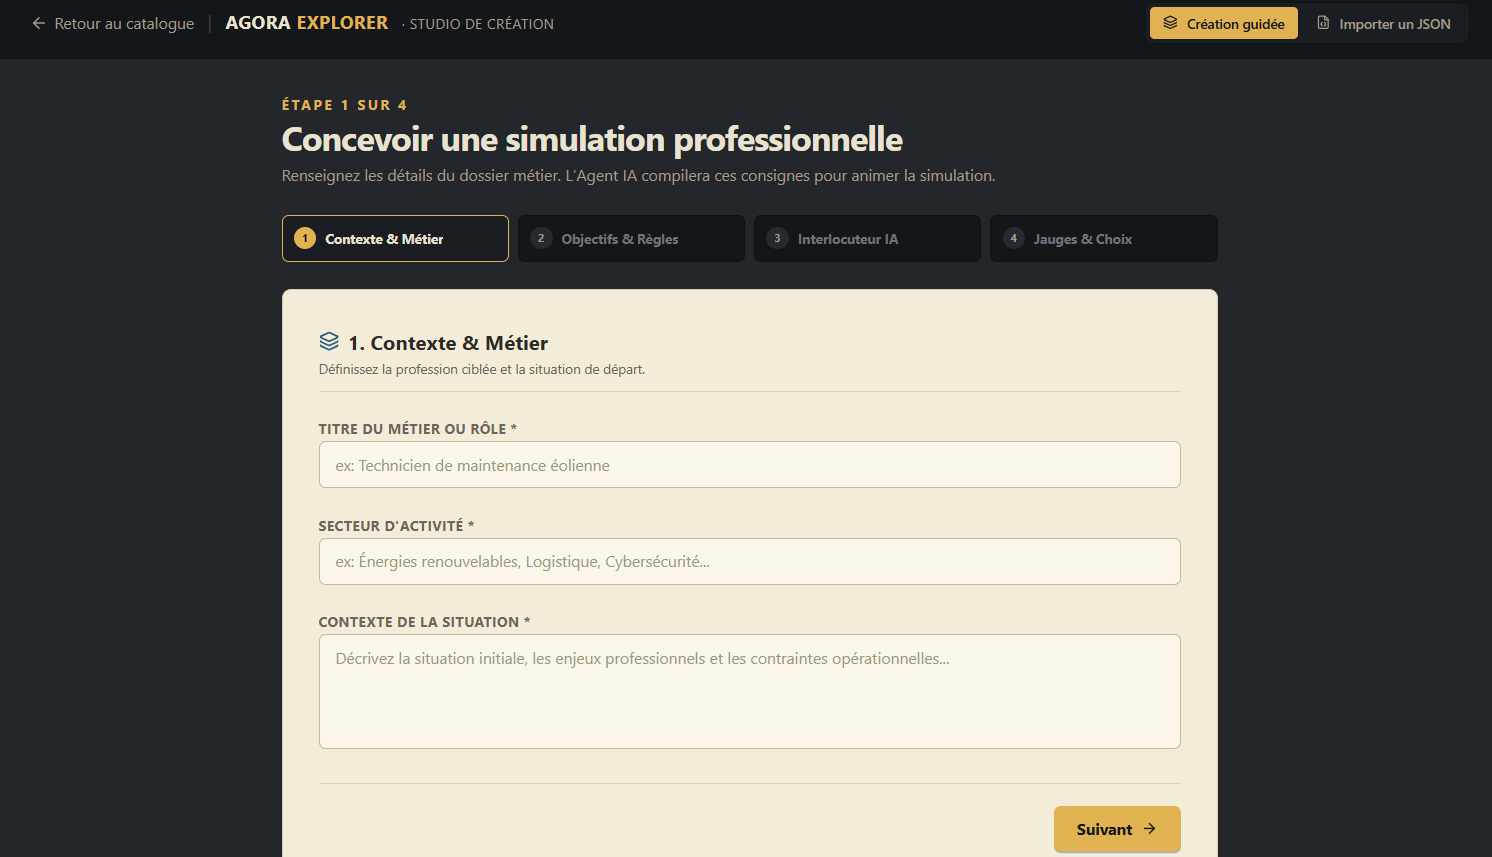 Retour au catalogue
AGORA EXPLORER · STUDIO DE CRÉATION
Création guidée
Importer un JSON
ÉTAPE 1 SUR 4
Concevoir une simulation professionnelle
Renseignez les détails du dossier métier. L'Agent IA compilera ces consignes pour animer la simulation.
1 Contexte & Métier
2 Objectifs & Règles
3 Interlocuteur IA
4 Jauges & Choix
1. Contexte & Métier
Définissez la profession ciblée et la situation de départ.
TITRE DU MÉTIER OU RÔLE *
ex: Technicien de maintenance éolienne
SECTEUR D'ACTIVITÉ *
ex: Énergies renouvelables, Logistique, Cybersécurité...
CONTEXTE DE LA SITUATION *
Décrivez la situation initiale, les enjeux professionnels et les contraintes opérationnelles...
Suivant